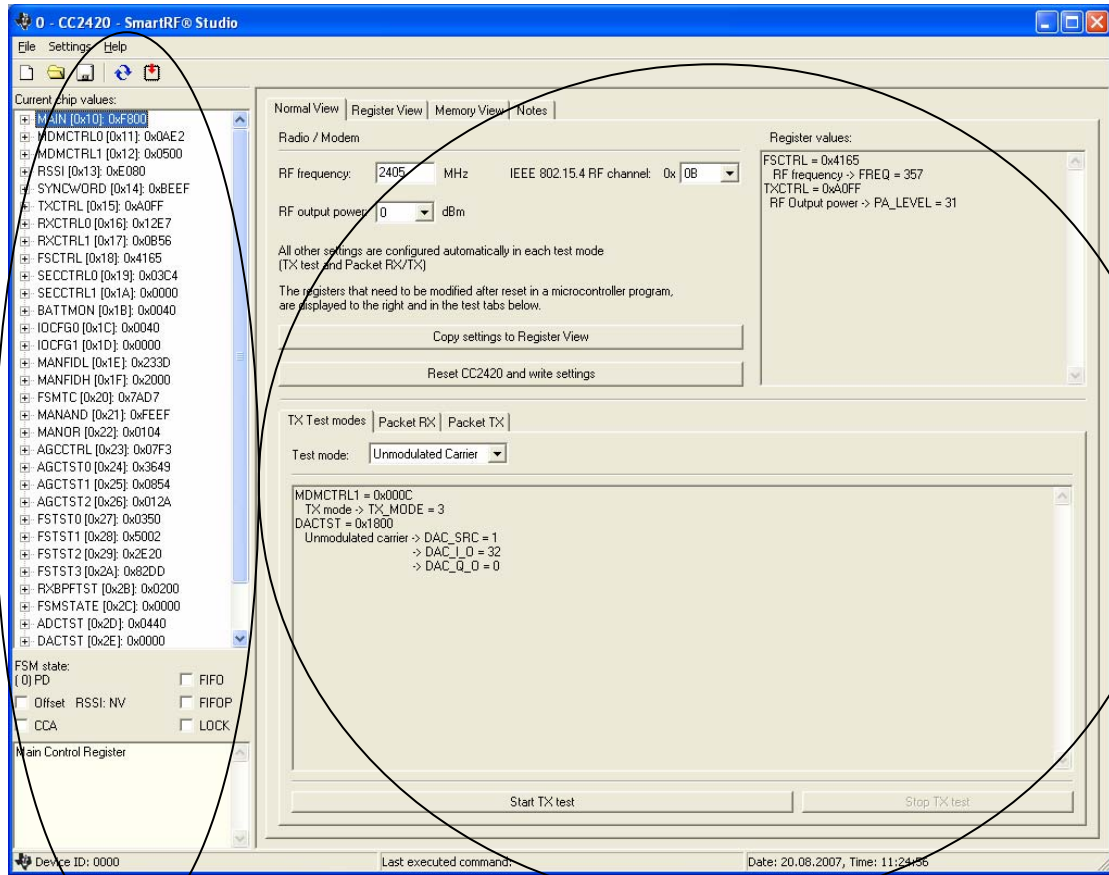 0 - CC2420 - SmartRF® Studio
File Settings Help
Current chip values:
MAIN [0x10]: 0xF800
MDMCTRL0 [0x11]: 0x0AE2
MDMCTRL1 [0x12]: 0x0500
RSSI [0x13]: 0xE080
SYNCWORD [0x14]: 0xBEEF
TXCTRL [0x15]: 0xA0FF
RXCTRL0 [0x16]: 0x12E7
RXCTRL1 [0x17]: 0x0B56
FSCTRL [0x18]: 0x4165
SECCTRL0 [0x19]: 0x03C4
SECCTRL1 [0x1A]: 0x0000
BATTMON [0x1B]: 0x0040
IOCFG0 [0x1C]: 0x0040
IOCFG1 [0x1D]: 0x0000
MANFIDL [0x1E]: 0x233D
MANFIDH [0x1F]: 0x2000
FSMTC [0x20]: 0x7AD7
MANAND [0x21]: 0xFEEF
MANOR [0x22]: 0x0104
AGCCTRL [0x23]: 0x07F3
AGCTST0 [0x24]: 0x3649
AGCTST1 [0x25]: 0x0854
AGCTST2 [0x26]: 0x012A
FSTST0 [0x27]: 0x0350
FSTST1 [0x28]: 0x5002
FSTST2 [0x29]: 0x2E20
FSTST3 [0x2A]: 0x82DD
RXBPFTST [0x2B]: 0x0200
FSMSTATE [0x2C]: 0x0000
ADCTST [0x2D]: 0x0440
DACTST [0x2E]: 0x0000
FSM state:
( 0) PD FIFO
Offset RSSI: NV FIFOP
CCA LOCK
Main Control Register
Normal View Register View Memory View Notes
Radio / Modem
RF frequency: 2405 MHz IEEE 802.15.4 RF channel: 0x 0B
RF output power: 0 dBm
All other settings are configured automatically in each test mode
(TX test and Packet RX/TX)
The registers that need to be modified after reset in a microcontroller program,
are displayed to the right and in the test tabs below.
Copy settings to Register View
Reset CC2420 and write settings
Register values:
FSCTRL = 0x4165
RF frequency -> FREQ = 357
TXCTRL = 0xA0FF
RF Output power -> PA_LEVEL = 31
TX Test modes Packet RX Packet TX
Test mode: Unmodulated Carrier
MDMCTRL1 = 0x000C
TX mode -> TX_MODE = 3
DACTST = 0x1800
Unmodulated carrier -> DAC_SRC = 1
-> DAC_I_O = 32
-> DAC_Q_O = 0
Start TX test Stop TX test
Device ID: 0000 Last executed command: Date: 20.08.2007, Time: 11:24:56